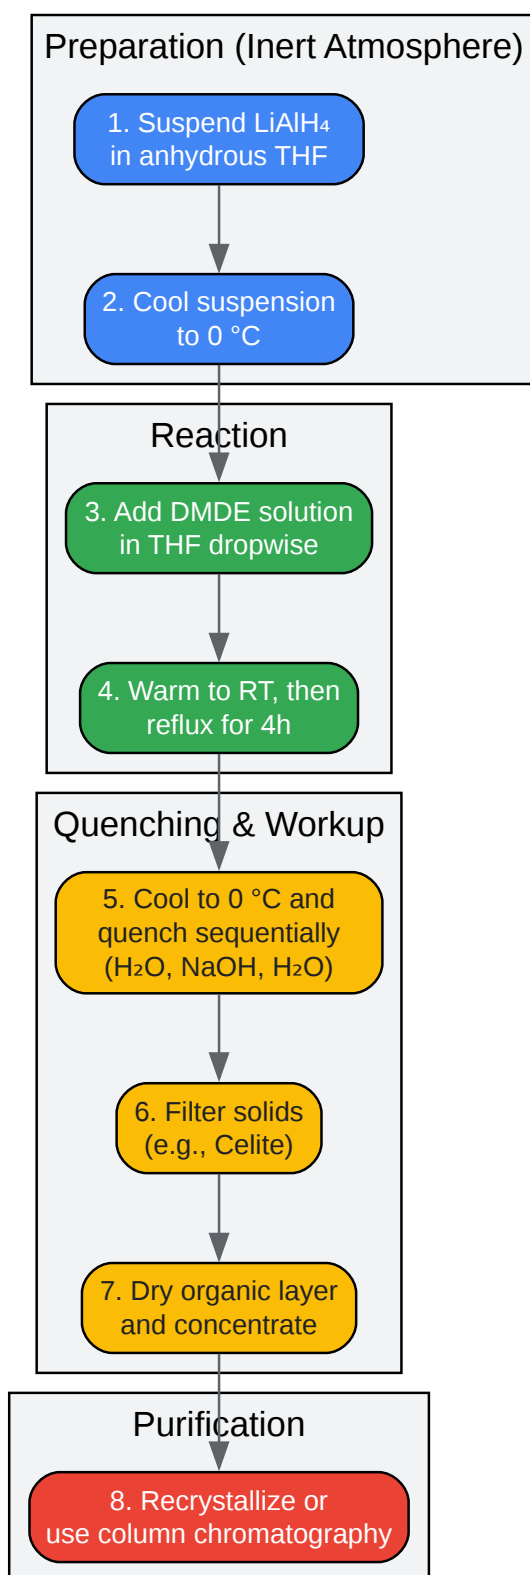 Preparation (Inert Atmosphere)
1. Suspend LiAlH₄
in anhydrous THF
2. Cool suspension
to 0 °C
Reaction
3. Add DMDE solution
in THF dropwise
4. Warm to RT, then
reflux for 4h
Quenching & Workup
5. Cool to 0 °C and
quench sequentially
(H₂O, NaOH, H₂O)
6. Filter solids
(e.g., Celite)
7. Dry organic layer
and concentrate
Purification
8. Recrystallize or
use column chromatography